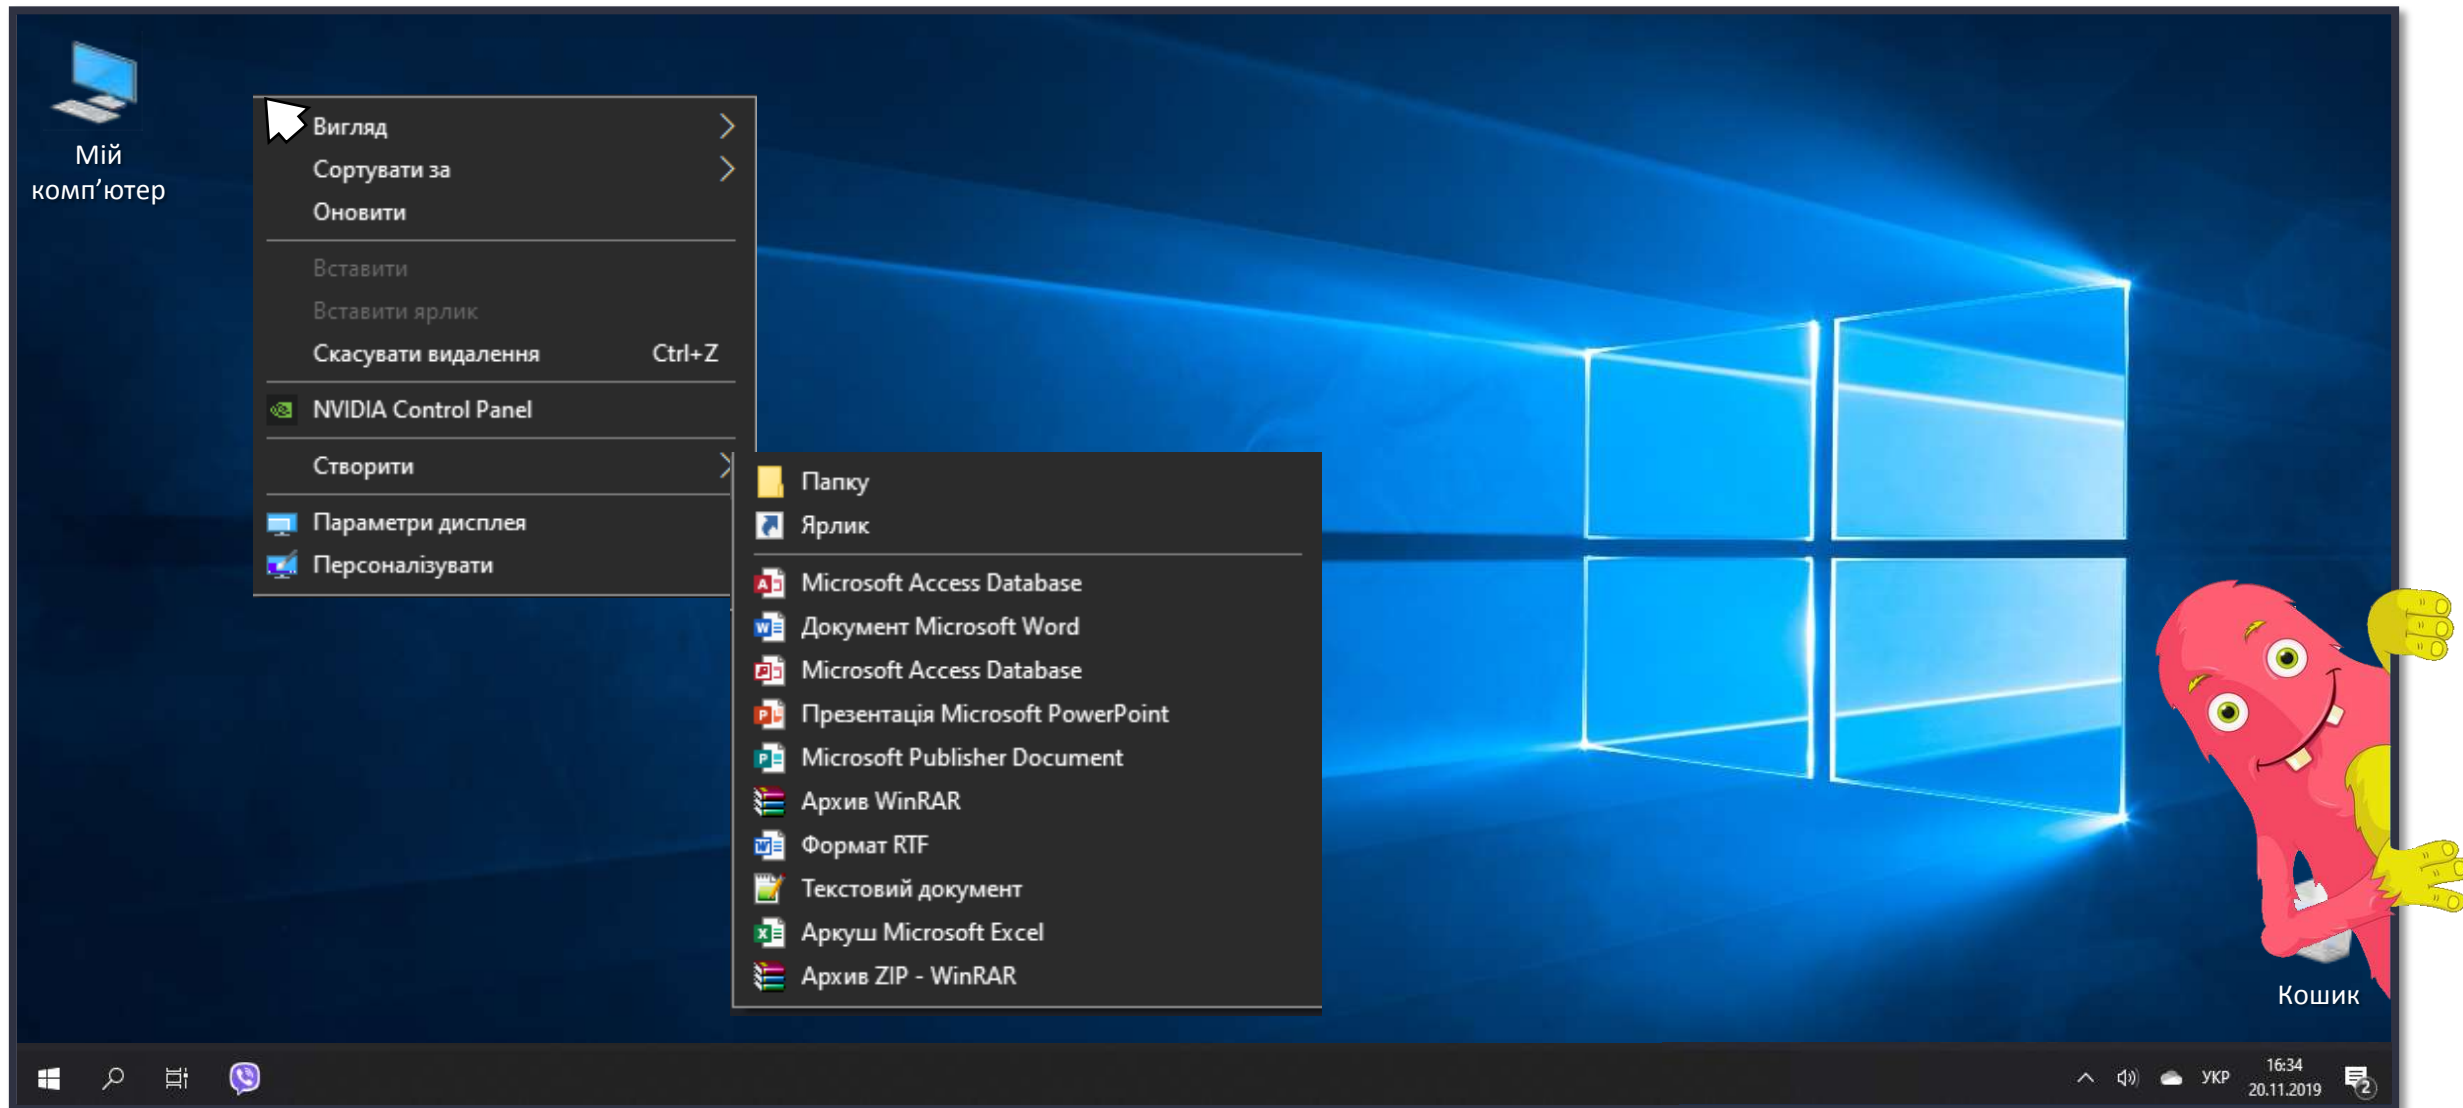 Мій
комп’ютер
Вигляд
Сортувати за
Оновити
Вставити
Вставити ярлик
Скасувати видалення Ctrl+Z
NVIDIA Control Panel
Створити
Параметри дисплея
Персоналізувати
Папку
Ярлик
Microsoft Access Database
Документ Microsoft Word
Microsoft Access Database
Презентація Microsoft PowerPoint
Microsoft Publisher Document
Архив WinRAR
Формат RTF
Текстовий документ
Аркуш Microsoft Excel
Архив ZIP - WinRAR
Кошик
УКР
16:34
20.11.2019
2